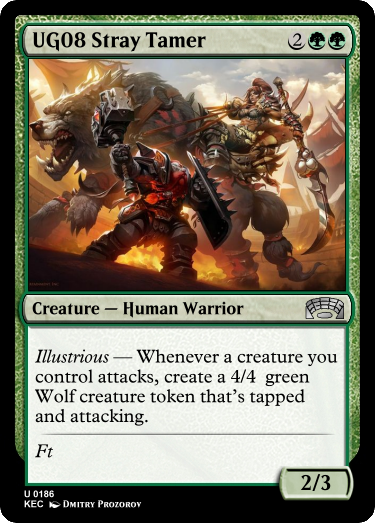 UG08 Stray Tamer 2
Creature — Human Warrior
Illustrious — Whenever a creature you
control attacks, create a 4/4  green
Wolf creature token that's tapped
and attacking.
Ft
2/3
U 0186
KEC Dmitry Prozorov